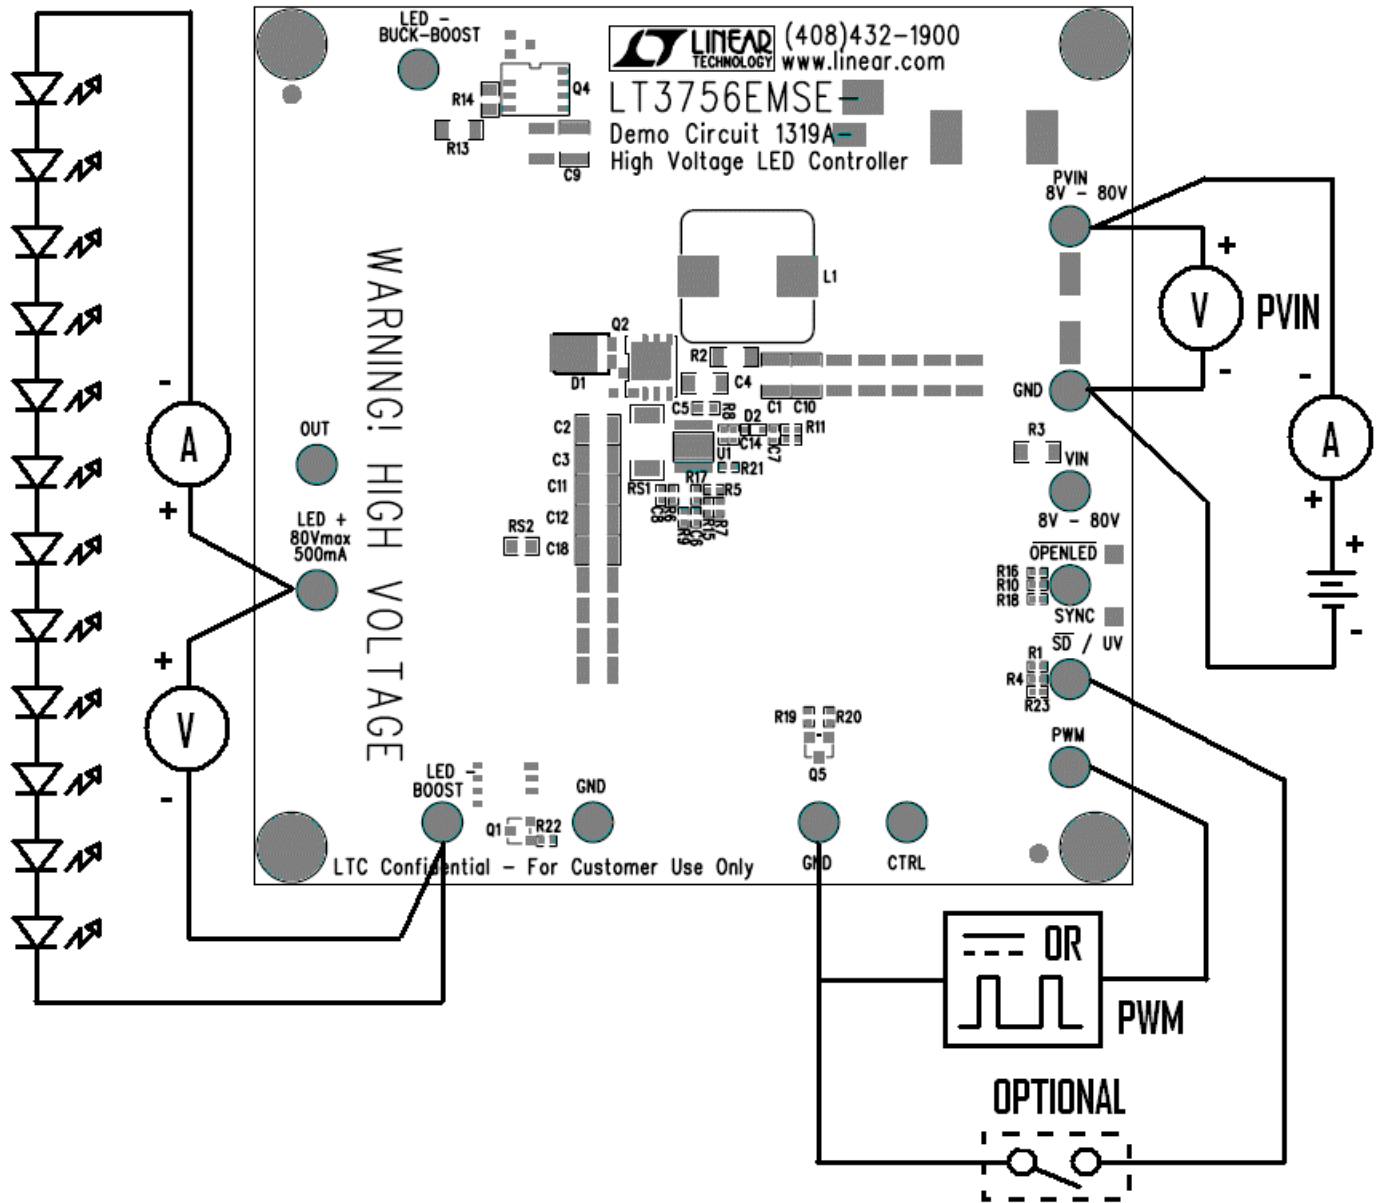 LED -
BUCK-BOOST
LINEAR
TECHNOLOGY
(408)432-1900
www.linear.com
R14
Q4
LT3756EMSE-
R13
Demo Circuit 1319A-
C9
High Voltage LED Controller
PVIN
8V - 80V
L1
+
V
PVIN
-
WARNING! HIGH VOLTAGE
Q2
R2
D1
C4
GND
-
-
A
+
C5
R8
D2
C1
C10
C2
C14
C7
R11
U1
OUT
R3
A
+
C3
R21
VIN
C11
RS1
R17
R5
8V - 80V
LED +
80Vmax
500mA
C8
R6
C12
R9
C6
R15
R7
RS2
C18
OPENLED
+
-
R16
R10
R18
SYNC
SD / UV
R1
R4
R23
+
V
-
R19
R20
Q5
PWM
LED -
BOOST
GND
Q1
R22
GND
CTRL
LTC Confidential - For Customer Use Only
OR
PWM
OPTIONAL